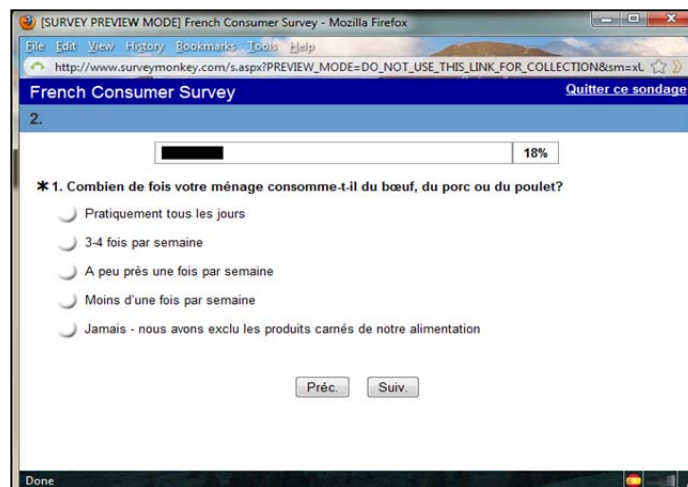 [SURVEY PREVIEW MODE] French Consumer Survey - Mozilla Firefox
File Edit View History Bookmarks Tools Help
http://www.surveymonkey.com/s.aspx?PREVIEW_MODE=DO_NOT_USE_THIS_LINK_FOR_COLLECTION&sm=xL
French Consumer Survey Quitter ce sondage
2.
18%
* 1. Combien de fois votre ménage consomme-t-il du bœuf, du porc ou du poulet?
Pratiquement tous les jours
3-4 fois par semaine
A peu près une fois par semaine
Moins d'une fois par semaine
Jamais - nous avons exclu les produits carnés de notre alimentation
Préc. Suiv.
Done